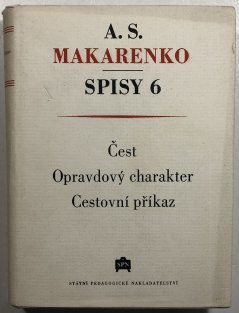 A. S.
MAKARENKO
SPISY 6
Čest
Opravdový charakter
Cestovní příkaz
SPN
STÁTNÍ PEDAGOGICKÉ NAKLADATELSTVÍ